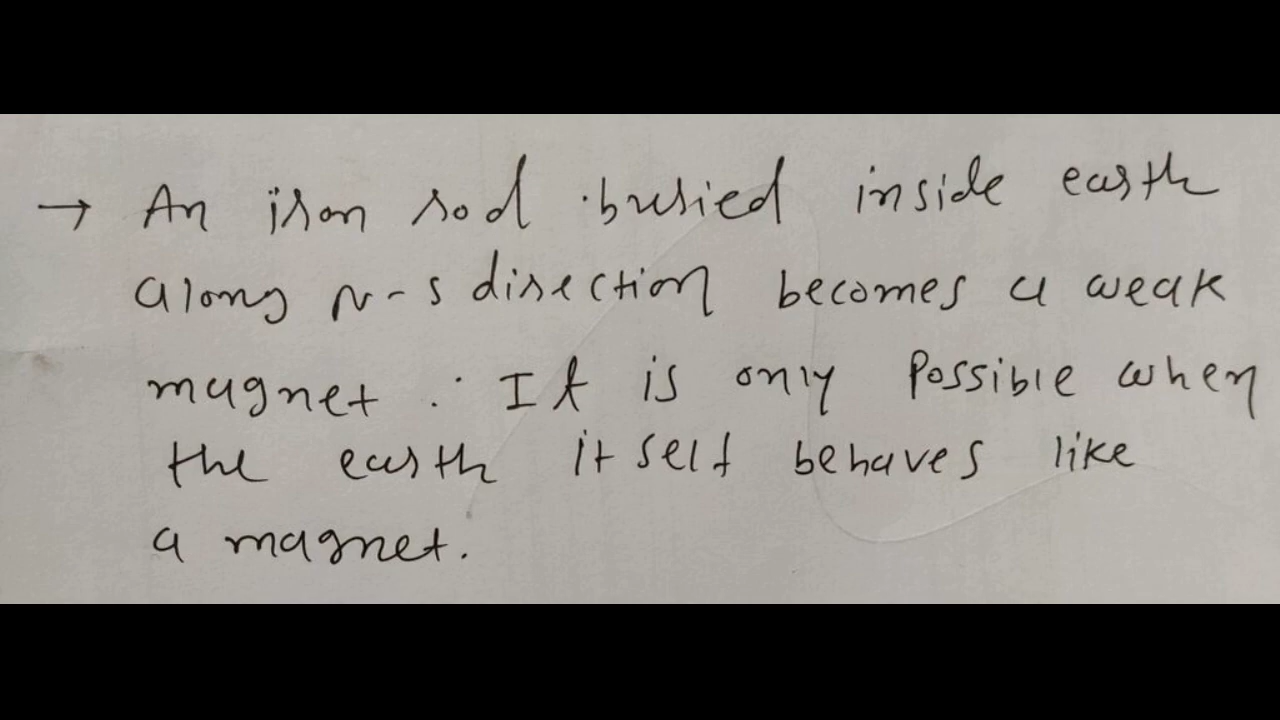 → An iron rod buried inside earth
along N-S direction becomes a weak
magnet. It is only possible when
the earth itself behaves like
a magnet.